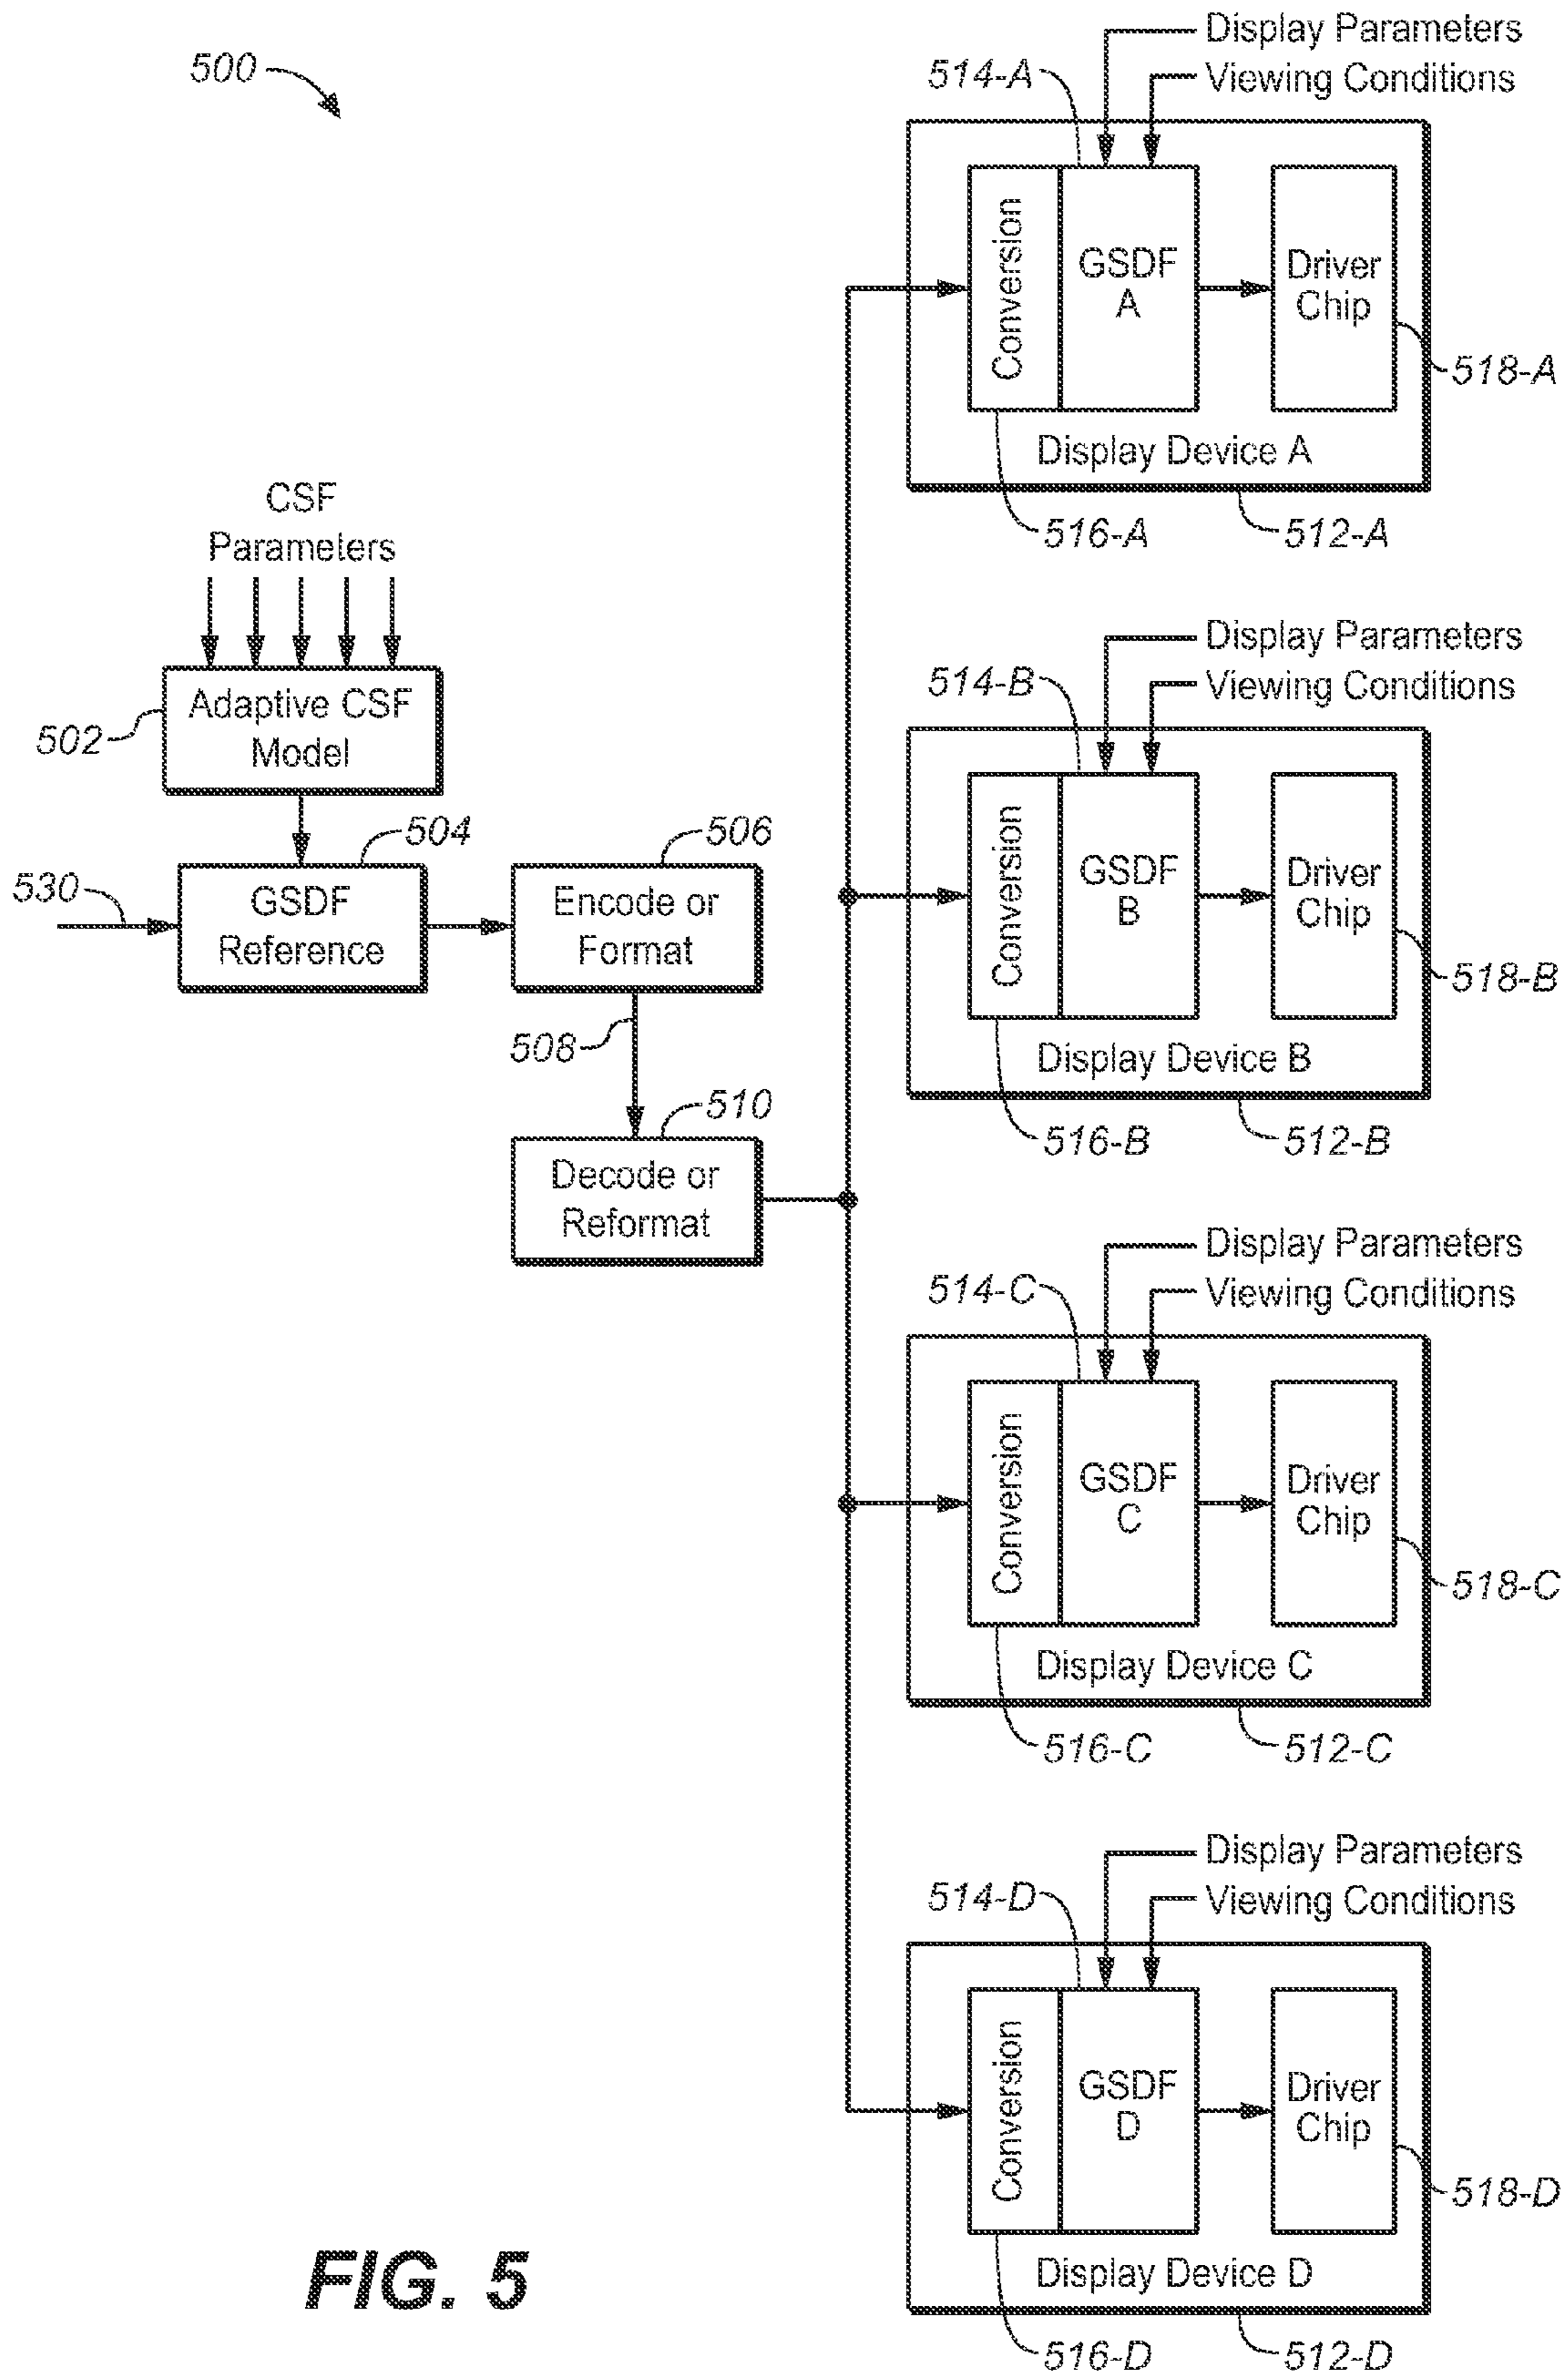 500
CSF
Parameters
Adaptive CSF
Model
502
504
530
GSDF
Reference
506
Encode or
Format
508
510
Decode or
Reformat
Display Parameters
Viewing Conditions
514-A
Conversion
GSDF
A
Driver
Chip
518-A
Display Device A
516-A
512-A
Display Parameters
Viewing Conditions
514-B
Conversion
GSDF
B
Driver
Chip
518-B
Display Device B
516-B
512-B
Display Parameters
Viewing Conditions
514-C
Conversion
GSDF
C
Driver
Chip
518-C
Display Device C
516-C
512-C
Display Parameters
Viewing Conditions
514-D
Conversion
GSDF
D
Driver
Chip
518-D
Display Device D
516-D
512-D
FIG. 5